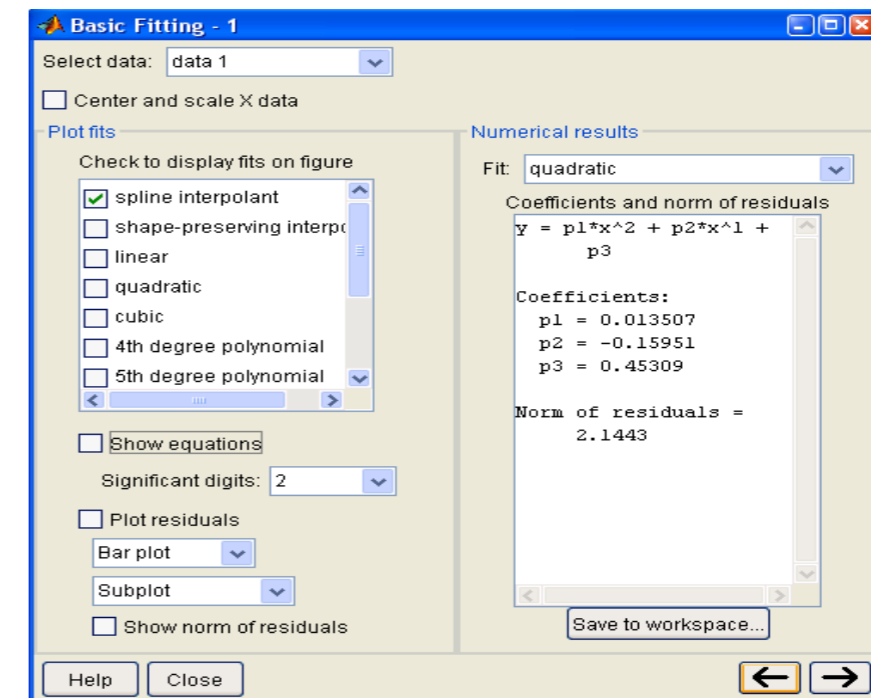 Basic Fitting - 1
Select data: data 1
Center and scale X data
Plot fits
Check to display fits on figure
spline interpolant
shape-preserving interpo
linear
quadratic
cubic
4th degree polynomial
5th degree polynomial
Show equations
Significant digits: 2
Plot residuals
Bar plot
Subplot
Show norm of residuals
Numerical results
Fit: quadratic
Coefficients and norm of residuals
y = p1*x^2 + p2*x^1 +
p3
Coefficients:
p1 = 0.013507
p2 = -0.15951
p3 = 0.45309
Norm of residuals =
2.1443
Save to workspace...
Help
Close